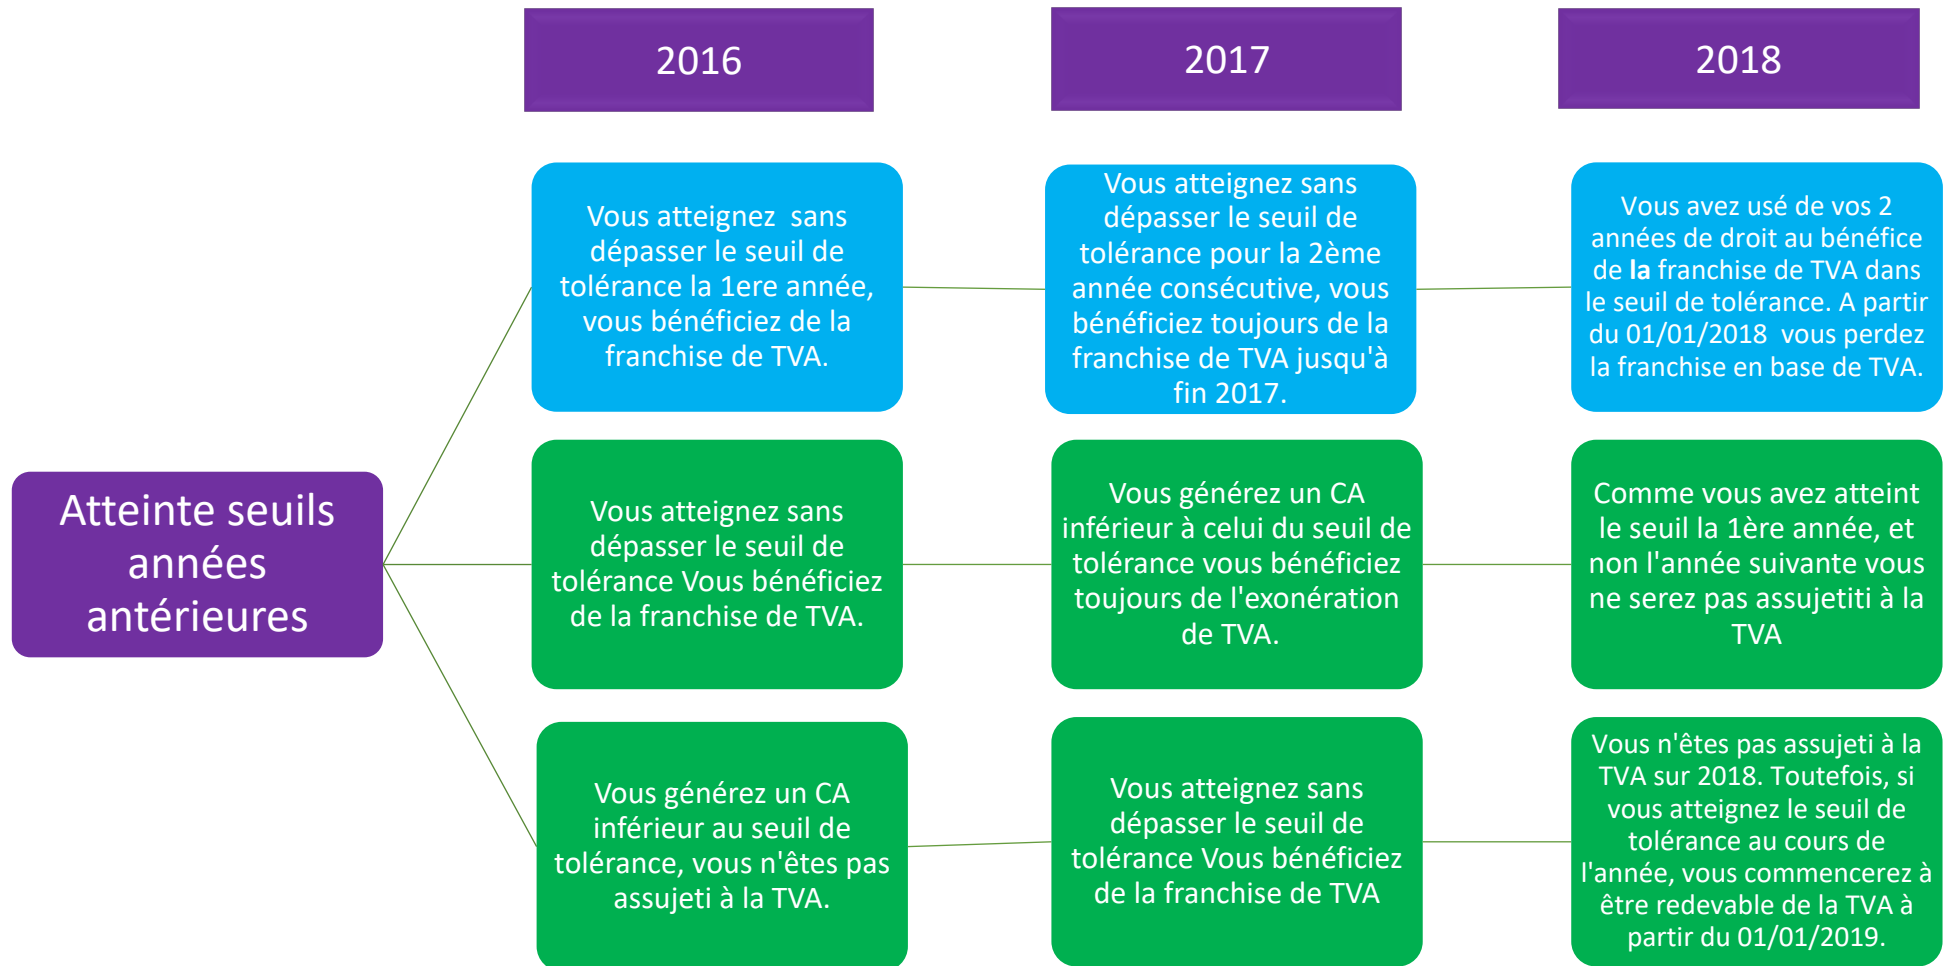 2016
2017
2018
Vous atteignez  sans
dépasser le seuil de
tolérance la 1ere année,
vous bénéficiez de la
franchise de TVA.
Vous atteignez sans
dépasser le seuil de
tolérance pour la 2ème
année consécutive, vous
bénéficiez toujours de la
franchise de TVA jusqu'à
fin 2017.
Vous avez usé de vos 2
années de droit au bénéfice
de la franchise de TVA dans
le seuil de tolérance. A partir
du 01/01/2018  vous perdez
la franchise en base de TVA.
Atteinte seuils
années
antérieures
Vous atteignez sans
dépasser le seuil de
tolérance Vous bénéficiez
de la franchise de TVA.
Vous générez un CA
inférieur à celui du seuil de
tolérance vous bénéficiez
toujours de l'exonération
de TVA.
Comme vous avez atteint
le seuil la 1ère année, et
non l'année suivante vous
ne serez pas assujetiti à la
TVA
Vous générez un CA
inférieur au seuil de
tolérance, vous n'êtes pas
assujeti à la TVA.
Vous atteignez sans
dépasser le seuil de
tolérance Vous bénéficiez
de la franchise de TVA
Vous n'êtes pas assujeti à la
TVA sur 2018. Toutefois, si
vous atteignez le seuil de
tolérance au cours de
l'année, vous commencerez à
être redevable de la TVA à
partir du 01/01/2019.